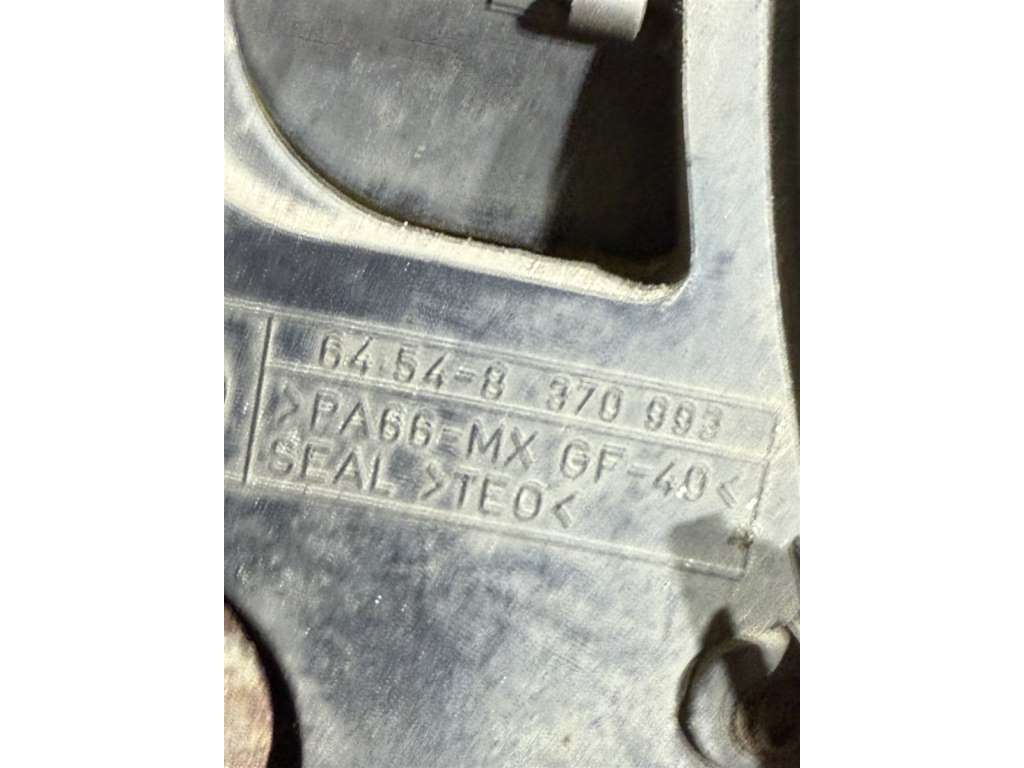 64.54-8 370 993
>PA66-MX GF-40<
SEAL >TEO<